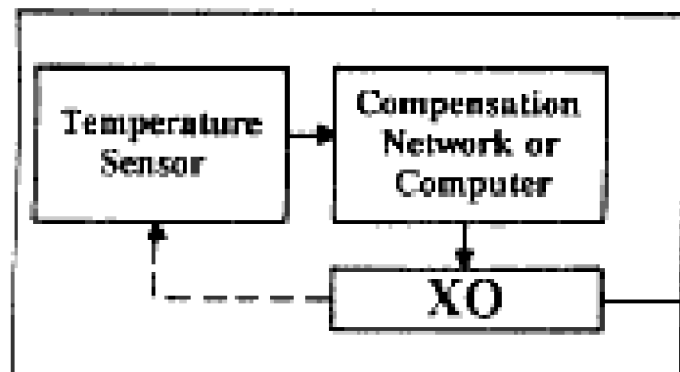 Temperature
Sensor
Compensation
Network or
Computer
XO